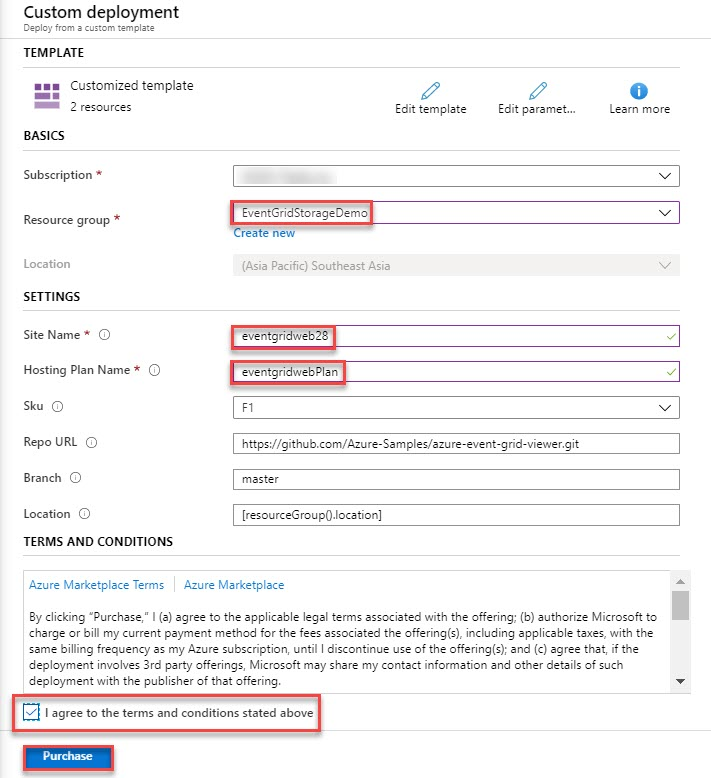 Custom deployment
Deploy from a custom template
TEMPLATE
Customized template
2 resources
Edit template
Edit paramet...
Learn more
BASICS
Subscription *
Resource group *
EventGridStorageDemo
Create new
Location
(Asia Pacific) Southeast Asia
SETTINGS
Site Name *
eventgridweb28
Hosting Plan Name *
eventgridwebPlan
Sku
F1
Repo URL
https://github.com/Azure-Samples/azure-event-grid-viewer.git
Branch
master
Location
[resourceGroup().location]
TERMS AND CONDITIONS
Azure Marketplace Terms | Azure Marketplace
By clicking “Purchase,” I (a) agree to the applicable legal terms associated with the offering; (b) authorize Microsoft to
charge or bill my current payment method for the fees associated the offering(s), including applicable taxes, with the
same billing frequency as my Azure subscription, until I discontinue use of the offering(s); and (c) agree that, if the
deployment involves 3rd party offerings, Microsoft may share my contact information and other details of such
deployment with the publisher of that offering.
I agree to the terms and conditions stated above
Purchase